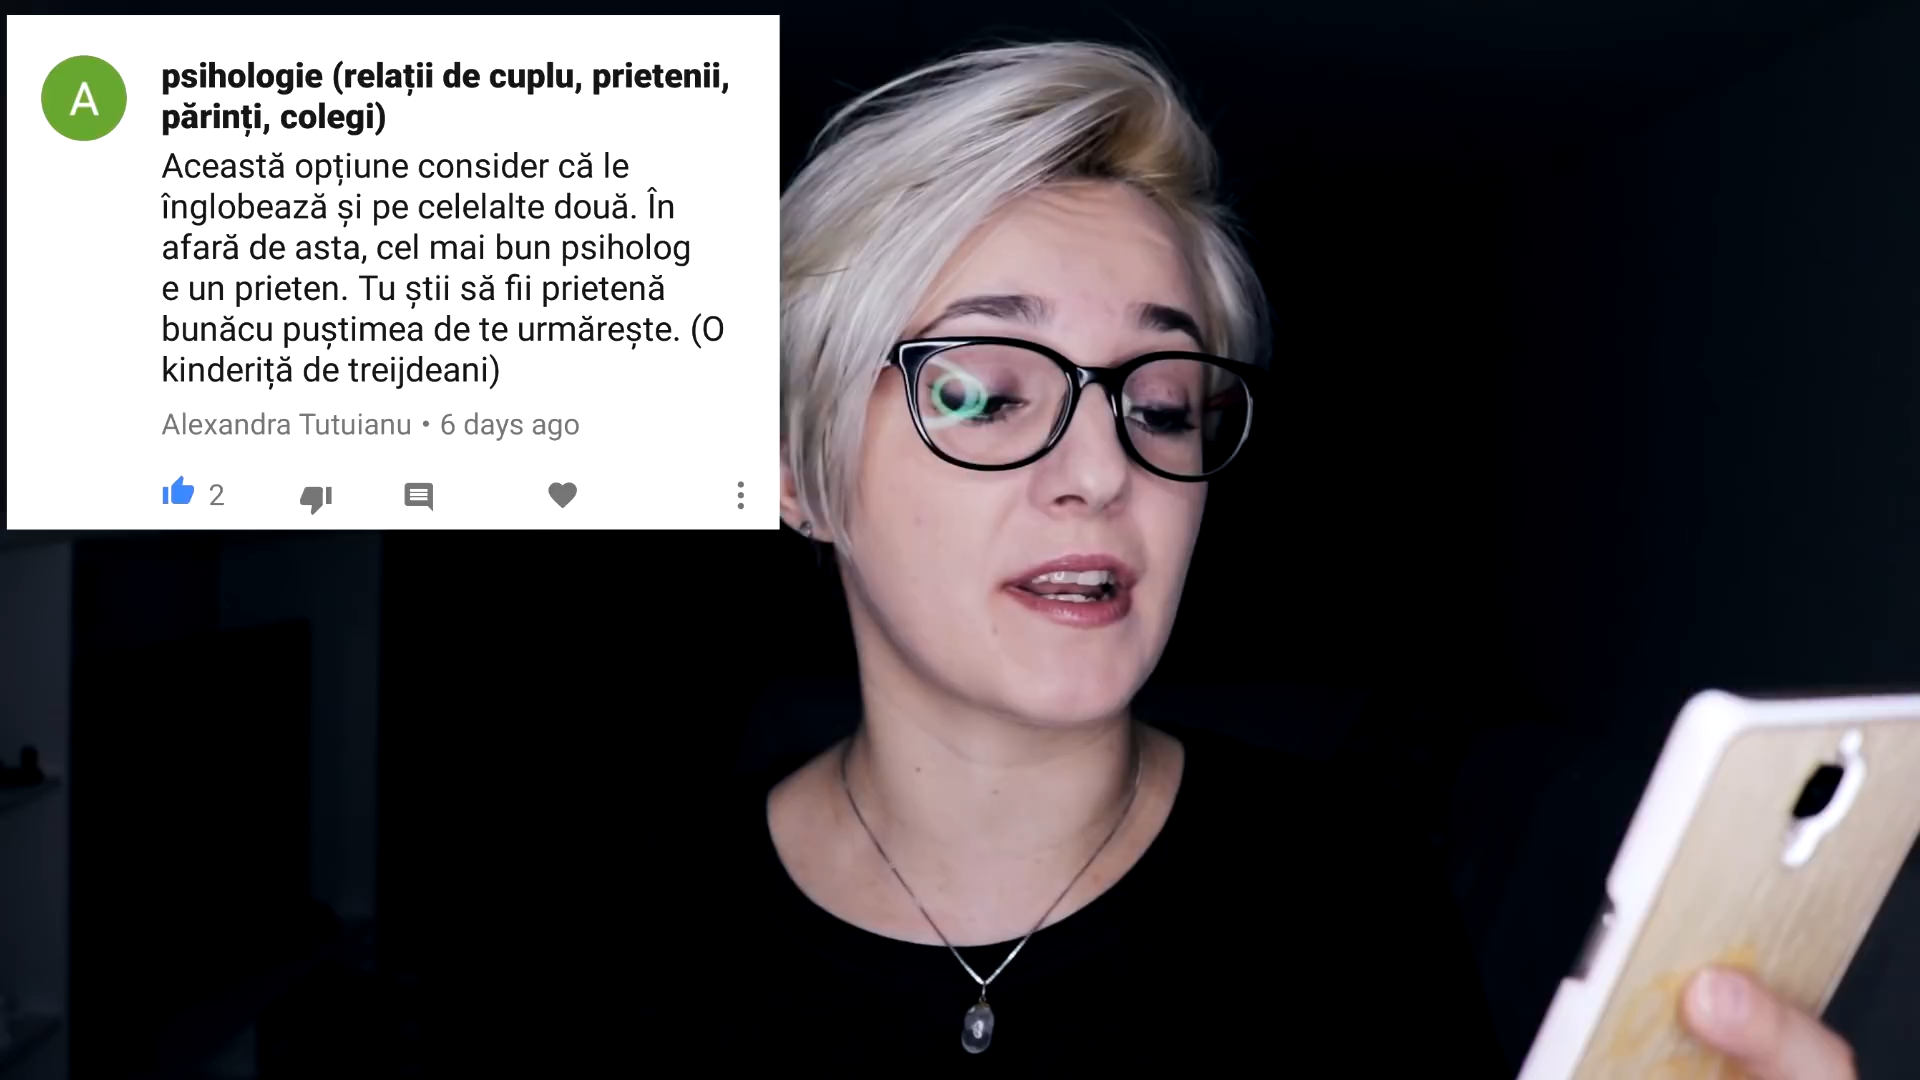 A
psihologie (relații de cuplu, prietenii,
părinți, colegi)
Această opțiune consider că le
înglobează și pe celelalte două. În
afară de asta, cel mai bun psiholog
e un prieten. Tu știi să fii prietenă
bunăcu puștimea de te urmărește. (O
kinderiță de treijdeani)
Alexandra Tutuianu • 6 days ago
2